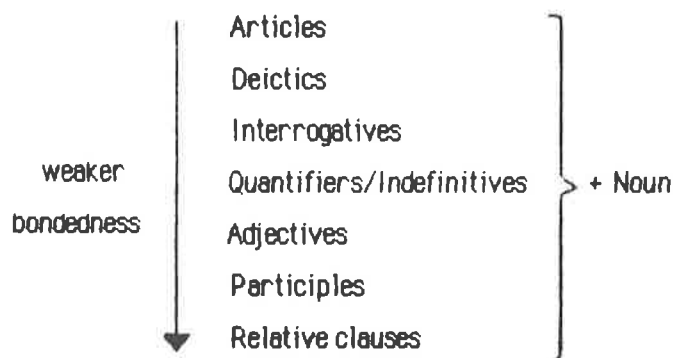 Articles
Deictics
Interrogatives
weaker
Quantifiers/Indefinitives
+ Noun
bondedness
Adjectives
Participles
Relative clauses